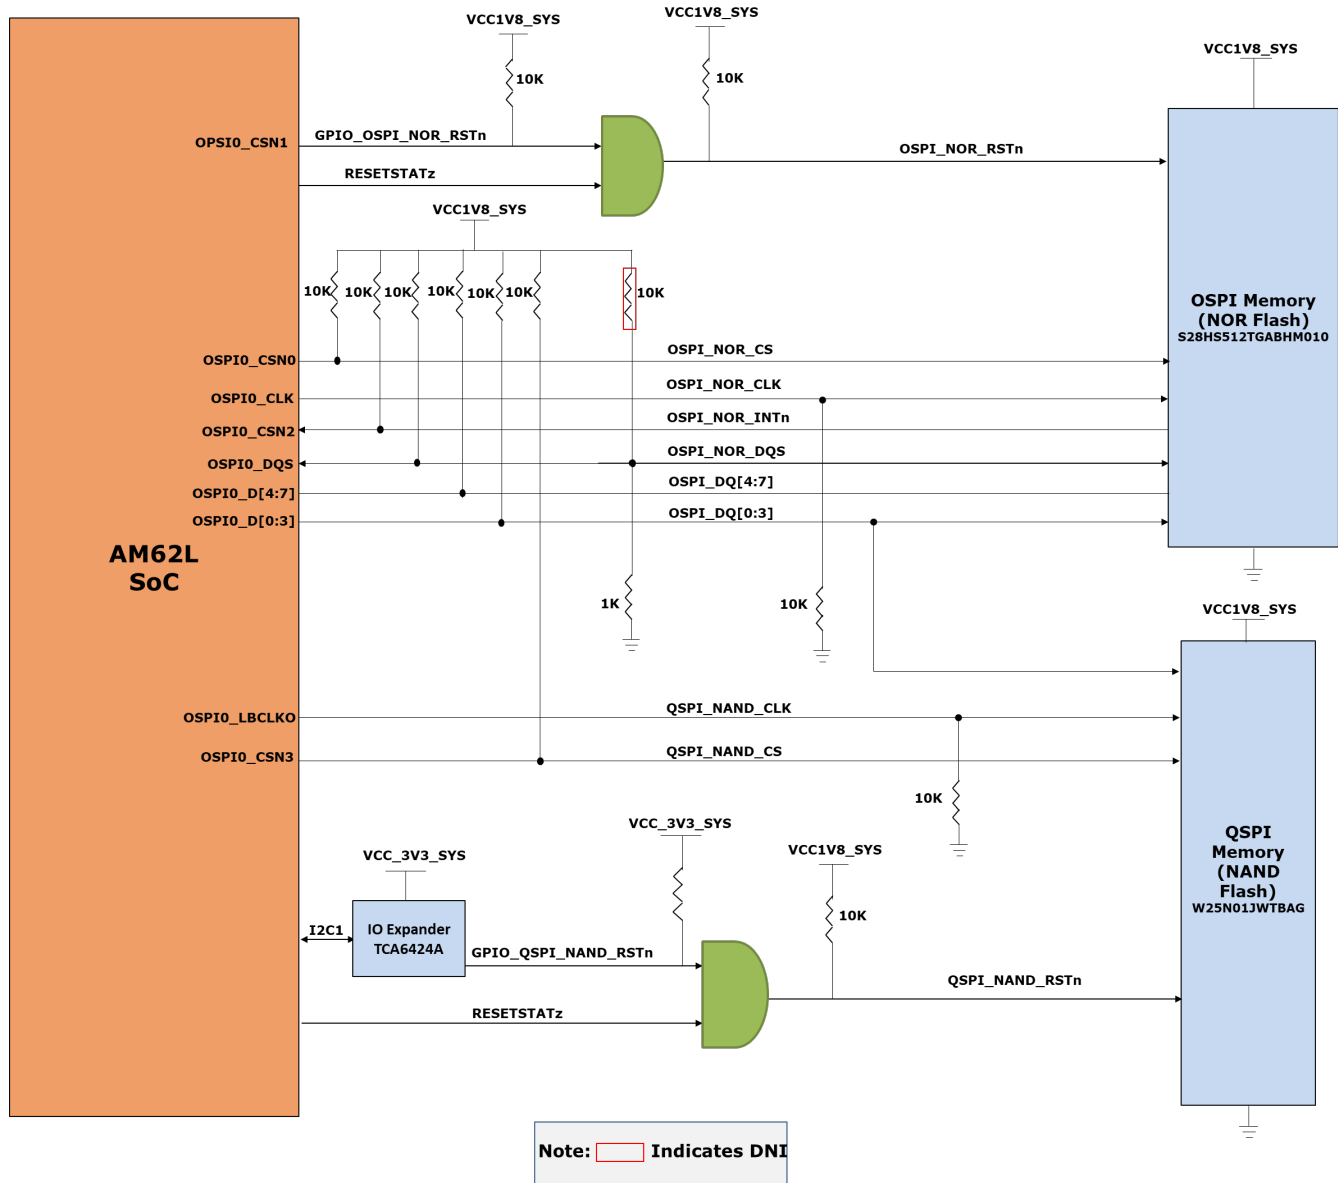 VCC1V8_SYS
VCC1V8_SYS
VCC1V8_SYS
10K
10K
OPSI0_CSN1
GPIO_OSPI_NOR_RSTn
OSPI_NOR_RSTn
RESETSTATz
VCC1V8_SYS
10K
10K
10K
10K
10K
10K
10K
OSPI Memory
(NOR Flash)
S28HS512TGABHM010
OSPI0_CSN0
OSPI_NOR_CS
OSPI0_CLK
OSPI_NOR_CLK
OSPI0_CSN2
OSPI_NOR_INTn
OSPI0_DQS
OSPI_NOR_DQS
OSPI0_D[4:7]
OSPI_DQ[4:7]
OSPI0_D[0:3]
OSPI_DQ[0:3]
AM62L
SoC
1K
10K
VCC1V8_SYS
OSPI0_LBCLKO
QSPI_NAND_CLK
OSPI0_CSN3
QSPI_NAND_CS
10K
VCC_3V3_SYS
VCC_3V3_SYS
VCC1V8_SYS
QSPI
Memory
(NAND
Flash)
W25N01JWTBAG
10K
I2C1
IO Expander
TCA6424A
GPIO_QSPI_NAND_RSTn
QSPI_NAND_RSTn
RESETSTATz
Note:
Indicates DNI